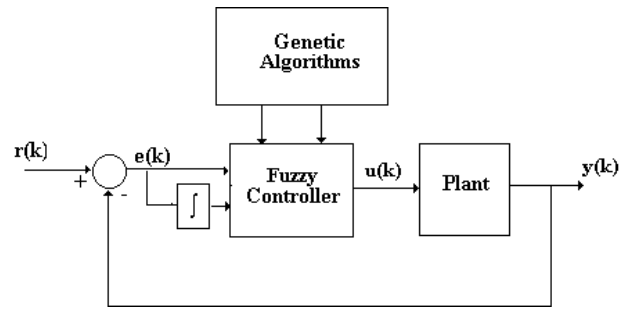 Genetic
Algorithms
r(k)
+
-
e(k)
∫
Fuzzy
Controller
u(k)
Plant
y(k)